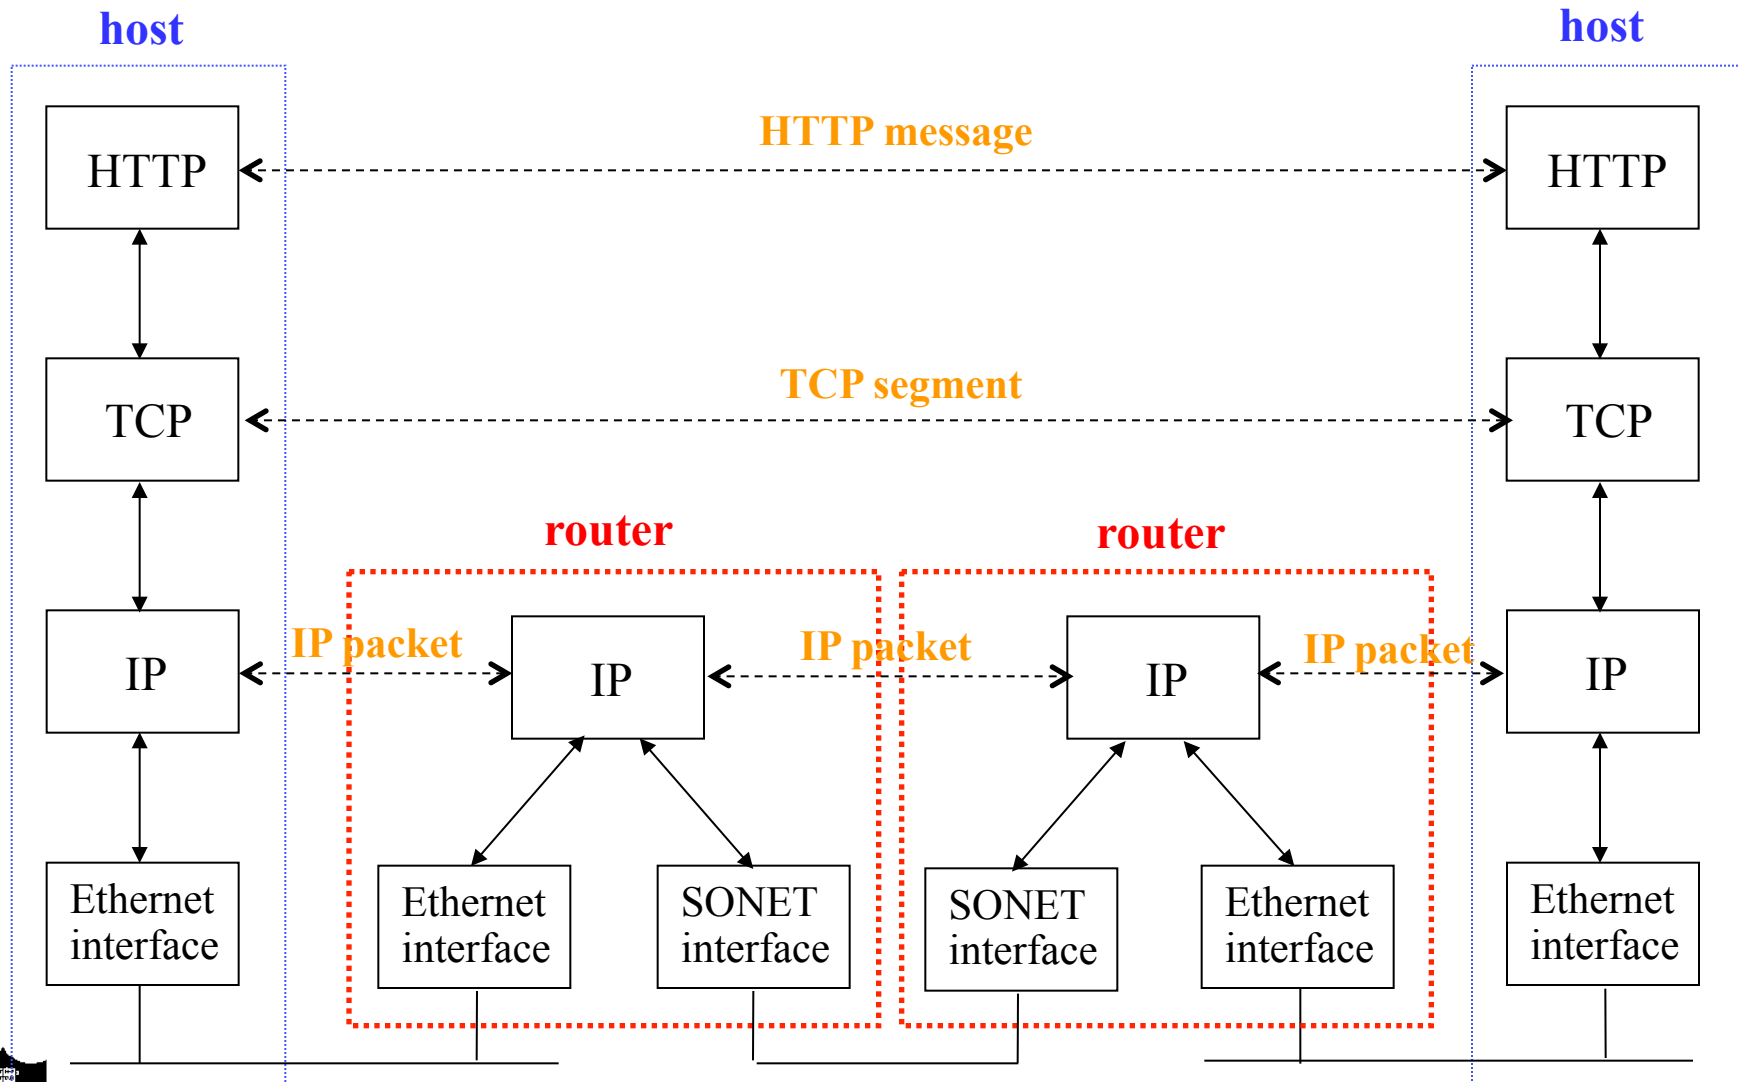 host
host
HTTP message
HTTP
HTTP
TCP segment
TCP
TCP
router
router
IP packet
IP packet
IP packet
IP
IP
IP
IP
Ethernet
interface
Ethernet
interface
SONET
interface
SONET
interface
Ethernet
interface
Ethernet
interface